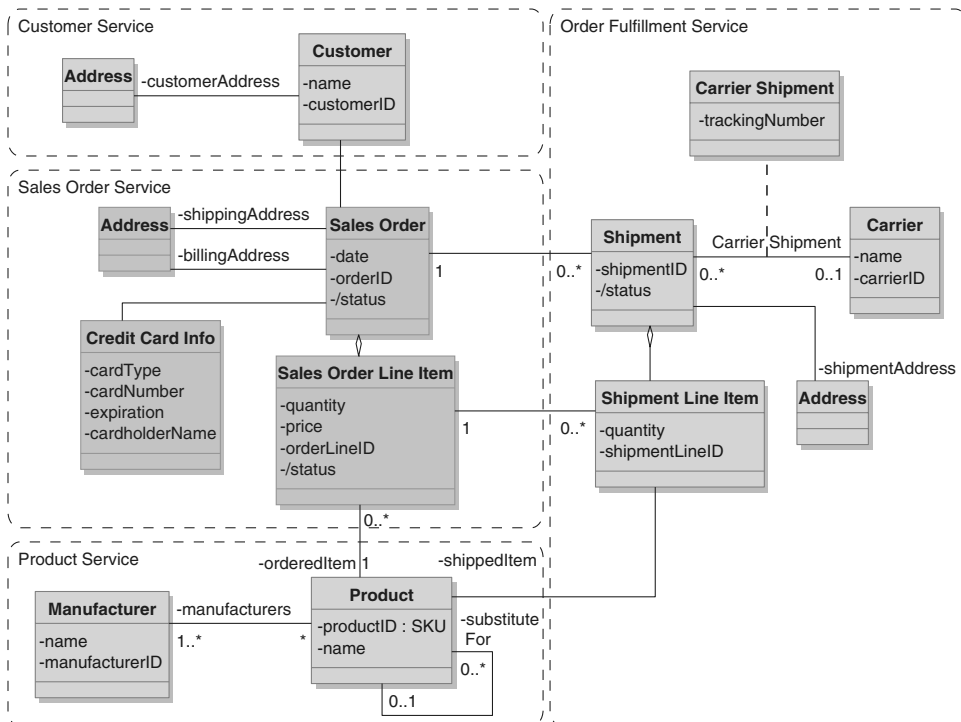 Customer Service
Customer
-name
-customerID
Address
-customerAddress
Sales Order Service
Address
-shippingAddress
-billingAddress
Sales Order
-date
-orderID
-/status
1
0..*
Credit Card Info
-cardType
-cardNumber
-expiration
-cardholderName
Sales Order Line Item
-quantity
-price
-orderLineID
-/status
1
0..*
0..*
Product Service
-orderedItem
1
-shippedItem
Manufacturer
-name
-manufacturerID
-manufacturers
1..*
*
Product
-productID : SKU
-name
-substitute
For
0..*
0..1
Order Fulfillment Service
Carrier Shipment
-trackingNumber
Shipment
-shipmentID
-/status
Carrier Shipment
0..*
0..1
Carrier
-name
-carrierID
-shipmentAddress
Address
Shipment Line Item
-quantity
-shipmentLineID